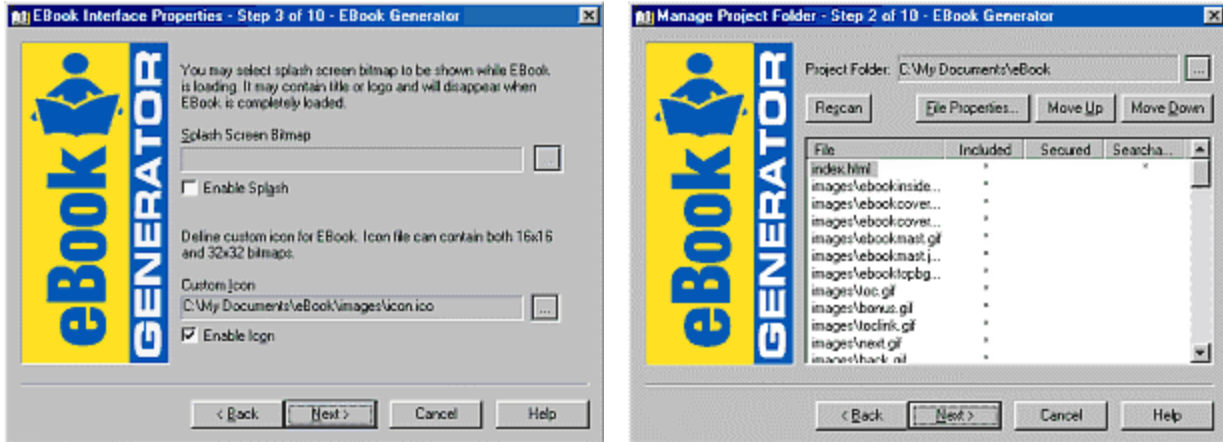 EBook Interface Properties - Step 3 of 10 - EBook Generator
eBook
GENERATOR
You may select splash screen bitmap to be shown while EBook
is loading. It may contain title or logo and will disappear when
EBook is completely loaded.
Splash Screen Bitmap
...
Enable Splash
Define custom icon for EBook. Icon file can contain both 16x16
and 32x32 bitmaps.
Custom Icon
C:\My Documents\eBook\images\icon.ico
...
Enable Icon
< Back
Next >
Cancel
Help
Manage Project Folder - Step 2 of 10 - EBook Generator
eBook
GENERATOR
Project Folder: C:\My Documents\eBook ...
Rescan File Properties... Move Up Move Down
File Included Secured Searcha...
index.html * *
images\ebookinside... *
images\ebookcover... *
images\ebookcover... *
images\ebookmast.gif *
images\ebookmast.j... *
images\ebooktopbg... *
images\toc.gif *
images\bonus.gif *
images\toclink.gif *
images\next.gif *
images\back.gif *
< Back
Next >
Cancel
Help